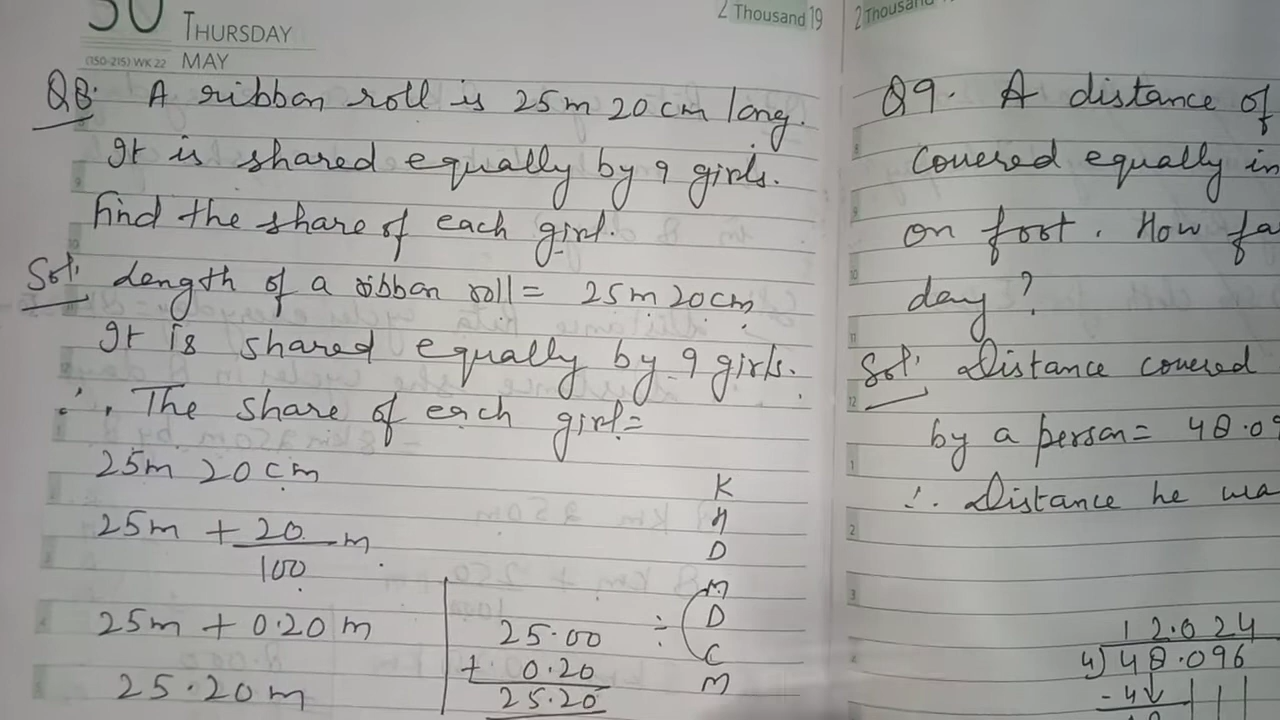 30 THURSDAY
(150-215) WK 22 MAY
2 Thousand 19
Q8. A ribbon roll is 25m 20cm long.
It is shared equally by 9 girls.
Find the share of each girl.
Sol. Length of a ribbon roll = 25m 20cm
It is shared equally by 9 girls.
∴ The share of each girl =
25m 20cm
25m + 20/100 m
25m + 0.20 m
25.20 m
25.00
+ 0.20
25.20
÷
K
H
D
M
D
C
M
2 Thousand
Q9. A distance of
covered equally in
on foot. How fa
day?
Sol. Distance covered
by a person = 48.09
∴ Distance he wa
12.024
4)48.096
-4